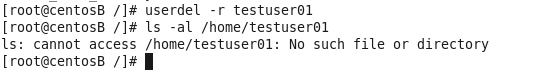 [root@centosB /]# userdel -r testuser01
[root@centosB /]# ls -al /home/testuser01
ls: cannot access /home/testuser01: No such file or directory
[root@centosB /]#